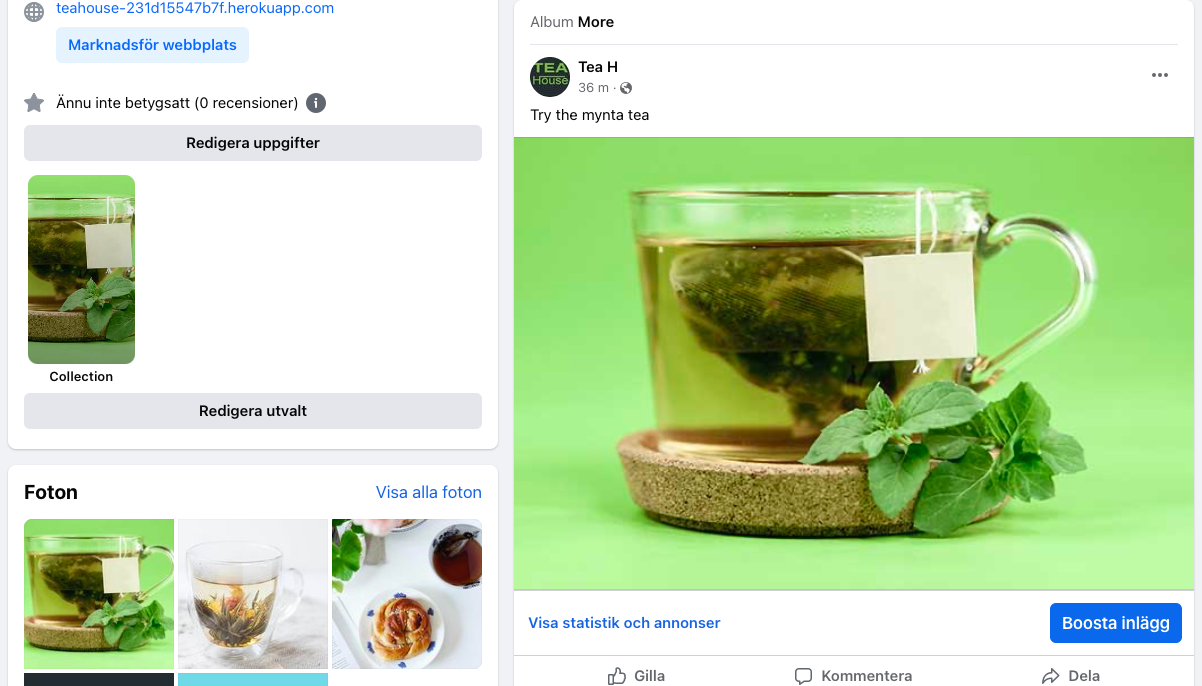 teahouse-231d15547b7f.herokuapp.com
Marknadsför webbplats
Ännu inte betygsatt (0 recensioner)
Redigera uppgifter
Collection
Redigera utvalt
Foton
Visa alla foton
Album More
TEA
House
Tea H
36 m ·
Try the mynta tea
Visa statistik och annonser
Boosta inlägg
Gilla
Kommentera
Dela